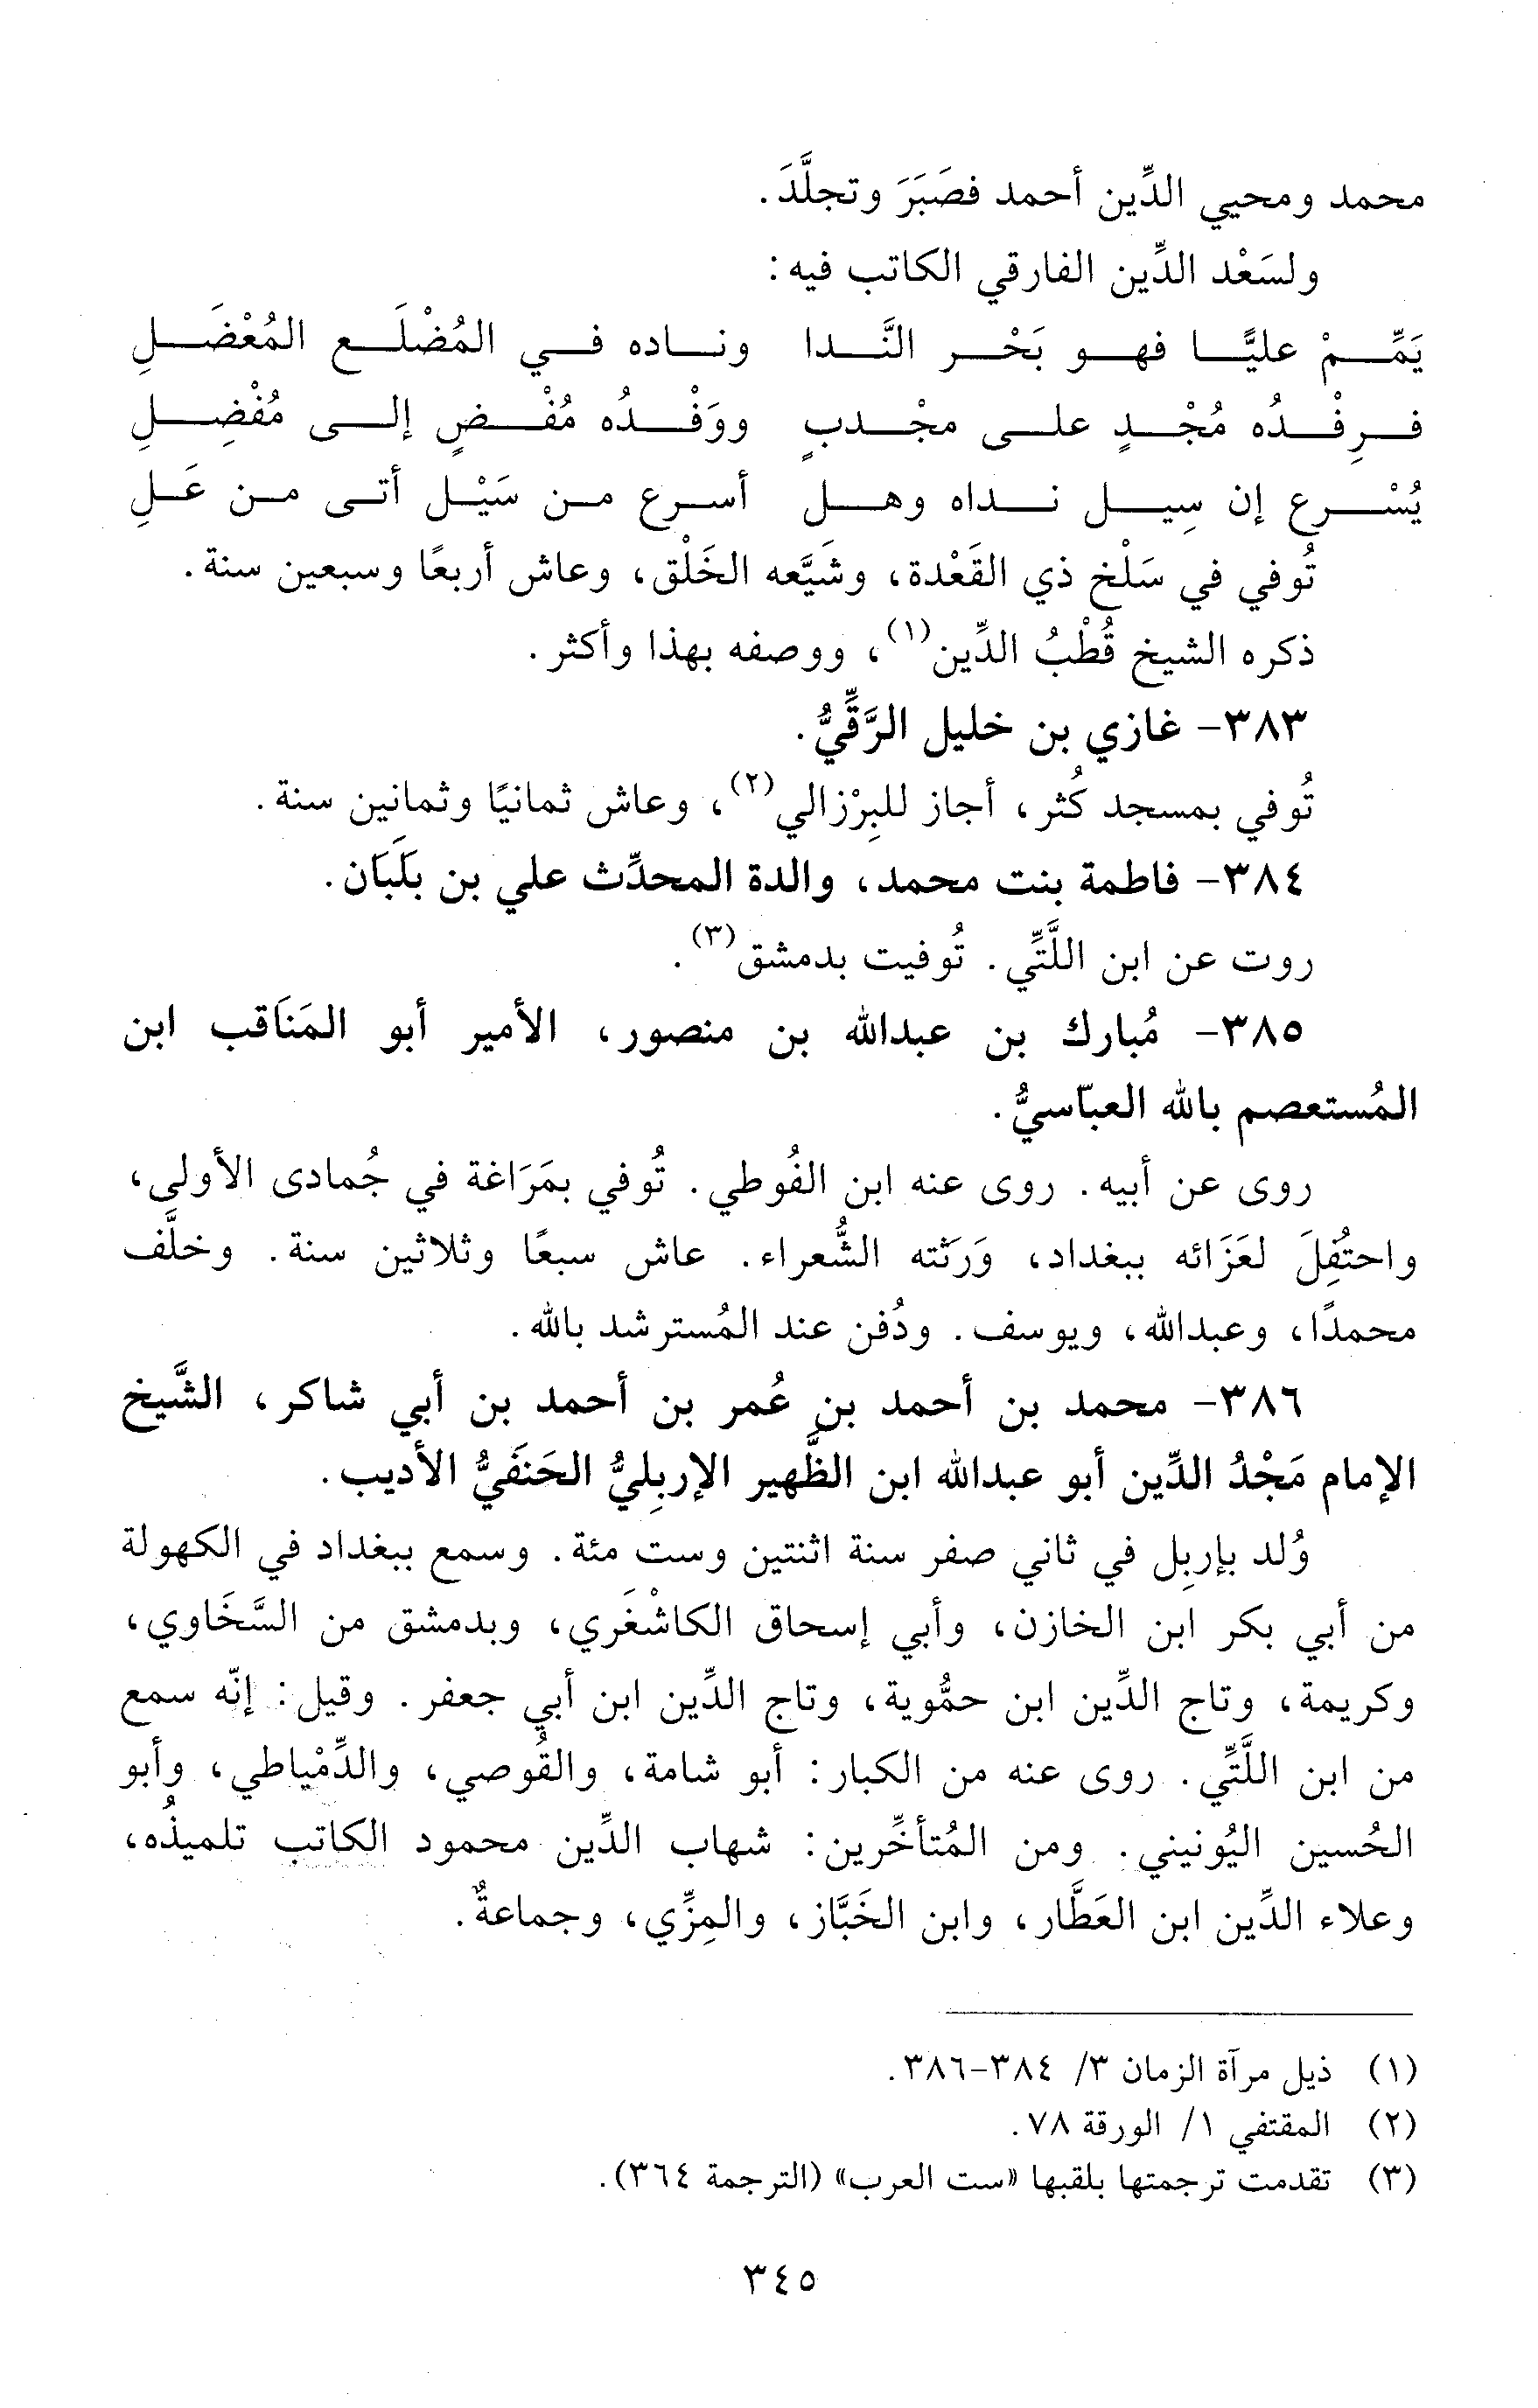 محمد ومحيي الدِّين أحمد فصَبَرَ وتجلَّدَ.
ولسَعْد الدِّين الفارقي الكاتب فيه:
يَمِّمْ عليًّا فهو بَحْر النَّدا وناده في المُضْلَع المُعْضَلِ
فرِفْدُه مُجْدٍ على مجْدبٍ ووَفْدُه مُفْضٍ إلى مُفْضِلِ
يُسْرع إن سِيل نداه وهل أسرع من سَيْل أتى من عَلِ
تُوفي في سَلْخ ذي القَعْدة، وشَيَّعه الخَلْق، وعاش أربعًا وسبعين سنة.
ذكره الشيخ قُطْبُ الدِّين(١)، ووصفه بهذا وأكثر.
٣٨٣- غازي بن خليل الرَّقِّيُّ.
تُوفي بمسجد كُثر، أجاز للبِرْزالي(٢)، وعاش ثمانيًا وثمانين سنة.
٣٨٤- فاطمة بنت محمد، والدة المحدِّث علي بن بلَبَان.
روت عن ابن اللَّتِّي. تُوفيت بدمشق(٣).
٣٨٥- مُبارك بن عبدالله بن منصور، الأمير أبو المَنَاقب ابن
المُستعصم بالله العبّاسيُّ.
روى عن أبيه. روى عنه ابن الفُوطي. تُوفي بمَرَاغة في جُمادى الأولى،
واحتُفِلَ لعَزَائه ببغداد، وَرَثته الشُّعراء. عاش سبعًا وثلاثين سنة. وخلَّف
محمدًا، وعبدالله، ويوسف. ودُفن عند المُسترشد بالله.
٣٨٦- محمد بن أحمد بن عُمر بن أحمد بن أبي شاكر، الشَّيخ
الإمام مَجْدُ الدِّين أبو عبدالله ابن الظَّهير الإربِليُّ الحَنفَيُّ الأديب.
وُلد بإربِل في ثاني صفر سنة اثنتين وست مئة. وسمع ببغداد في الكهولة
من أبي بكر ابن الخازن، وأبي إسحاق الكاشْغَري، وبدمشق من السَّخَاوي،
وكريمة، وتاج الدِّين ابن حمُّوية، وتاج الدِّين ابن أبي جعفر. وقيل: إنّه سمع
من ابن اللَّتِّي. روى عنه من الكبار: أبو شامة، والقُوصي، والدِّمْياطي، وأبو
الحُسين اليُونيني. ومن المُتأخِّرين: شهاب الدِّين محمود الكاتب تلميذُه،
وعلاء الدِّين ابن العَطَّار، وابن الخَبَّاز، والمِزِّي، وجماعةٌ.
(١) ذيل مرآة الزمان ٣/ ٣٨٤-٣٨٦.
(٢) المقتفي ١/ الورقة ٧٨.
(٣) تقدمت ترجمتها بلقبها «ست العرب» (الترجمة ٣٦٤).
٣٤٥